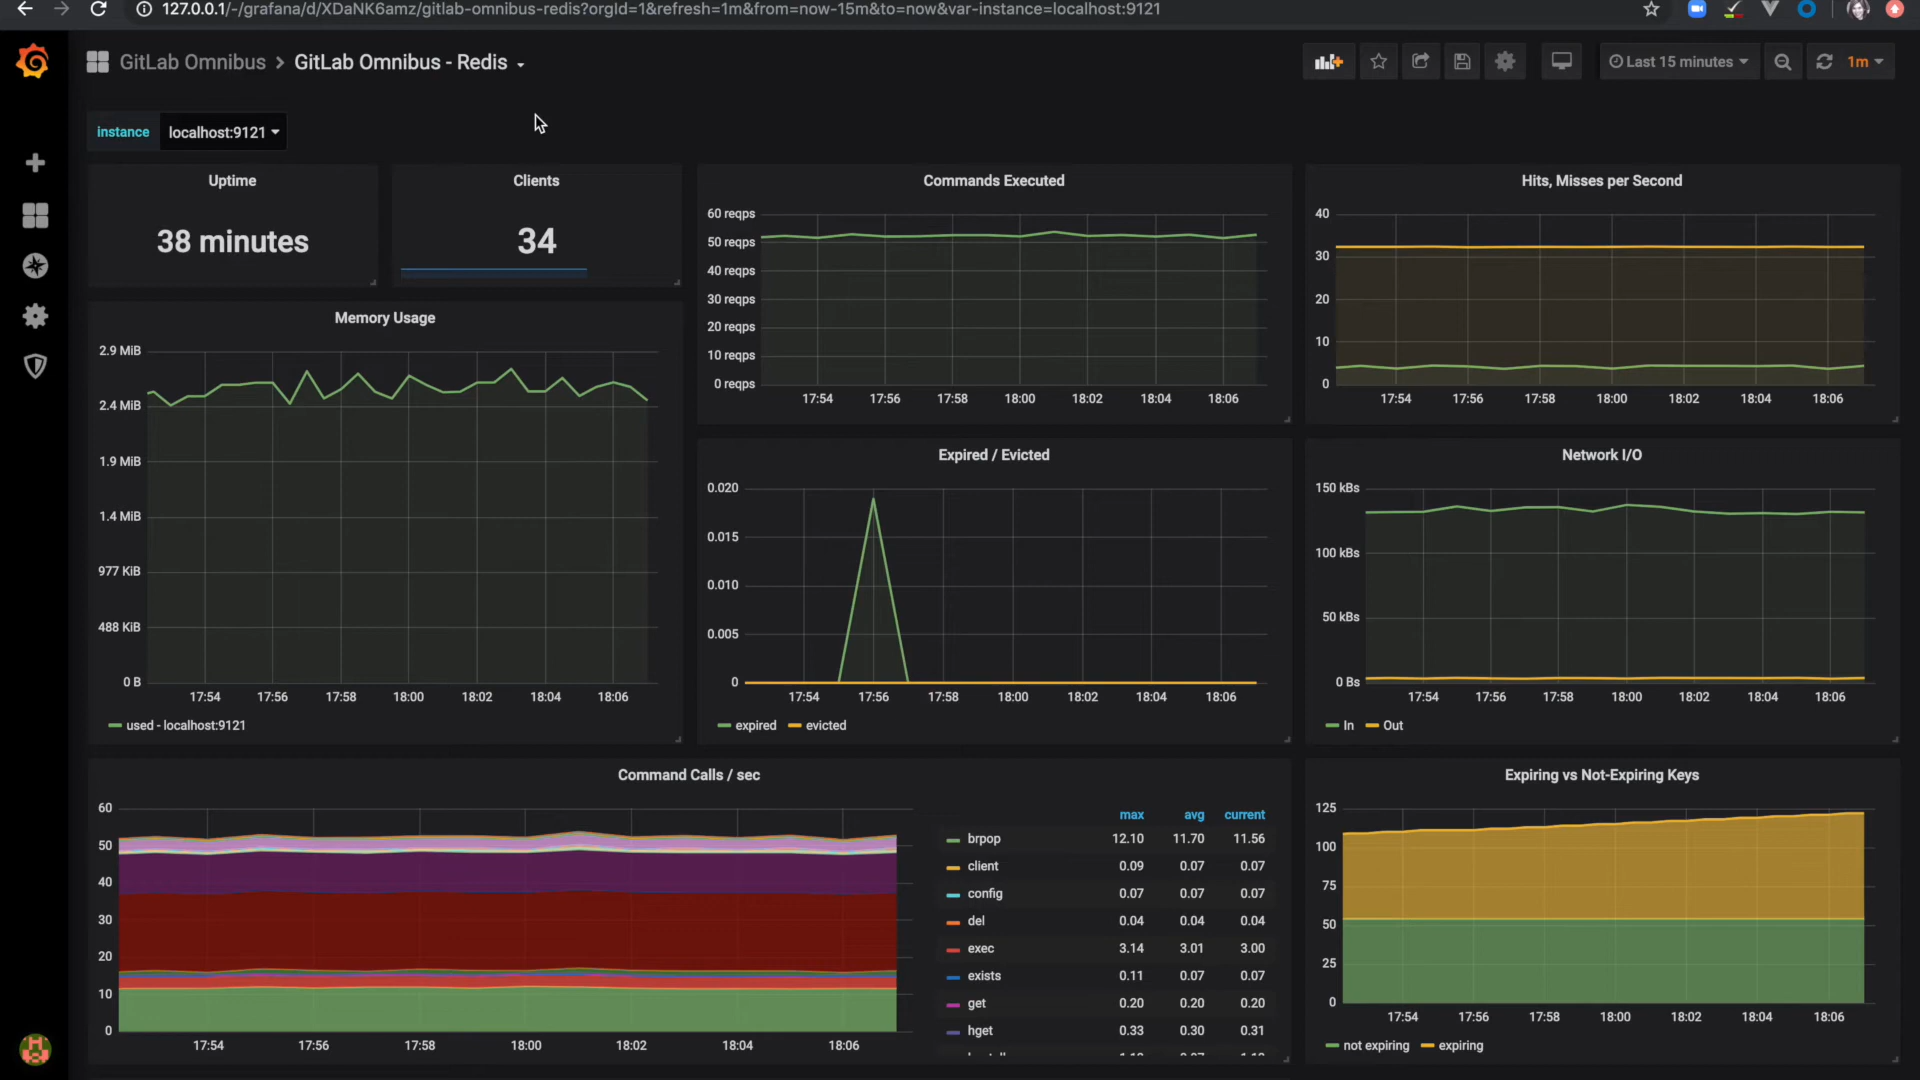 127.0.0.1/-/grafana/d/XDaNK6amz/gitlab-omnibus-redis?orgId=1&refresh=1m&from=now-15m&to=now&var-instance=localhost:9121
GitLab Omnibus > GitLab Omnibus - Redis
Last 15 minutes
1m
instance
localhost:9121
Uptime
38 minutes
Clients
34
Commands Executed
60 reqps
50 reqps
40 reqps
30 reqps
20 reqps
10 reqps
0 reqps
17:54 17:56 17:58 18:00 18:02 18:04 18:06
Hits, Misses per Second
40
30
20
10
0
17:54 17:56 17:58 18:00 18:02 18:04 18:06
Memory Usage
2.9 MiB
2.4 MiB
1.9 MiB
1.4 MiB
977 KiB
488 KiB
0 B
17:54 17:56 17:58 18:00 18:02 18:04 18:06
used - localhost:9121
Expired / Evicted
0.020
0.015
0.010
0.005
0
17:54 17:56 17:58 18:00 18:02 18:04 18:06
expired evicted
Network I/O
150 kBs
100 kBs
50 kBs
0 Bs
17:54 17:56 17:58 18:00 18:02 18:04 18:06
In Out
Command Calls / sec
60
50
40
30
20
10
0
17:54 17:56 17:58 18:00 18:02 18:04 18:06
max avg current
brpop 12.10 11.70 11.56
client 0.09 0.07 0.07
config 0.07 0.07 0.07
del 0.04 0.04 0.04
exec 3.14 3.01 3.00
exists 0.11 0.07 0.07
get 0.20 0.20 0.20
hget 0.33 0.30 0.31
Expiring vs Not-Expiring Keys
125
100
75
50
25
0
17:54 17:56 17:58 18:00 18:02 18:04 18:06
not expiring expiring